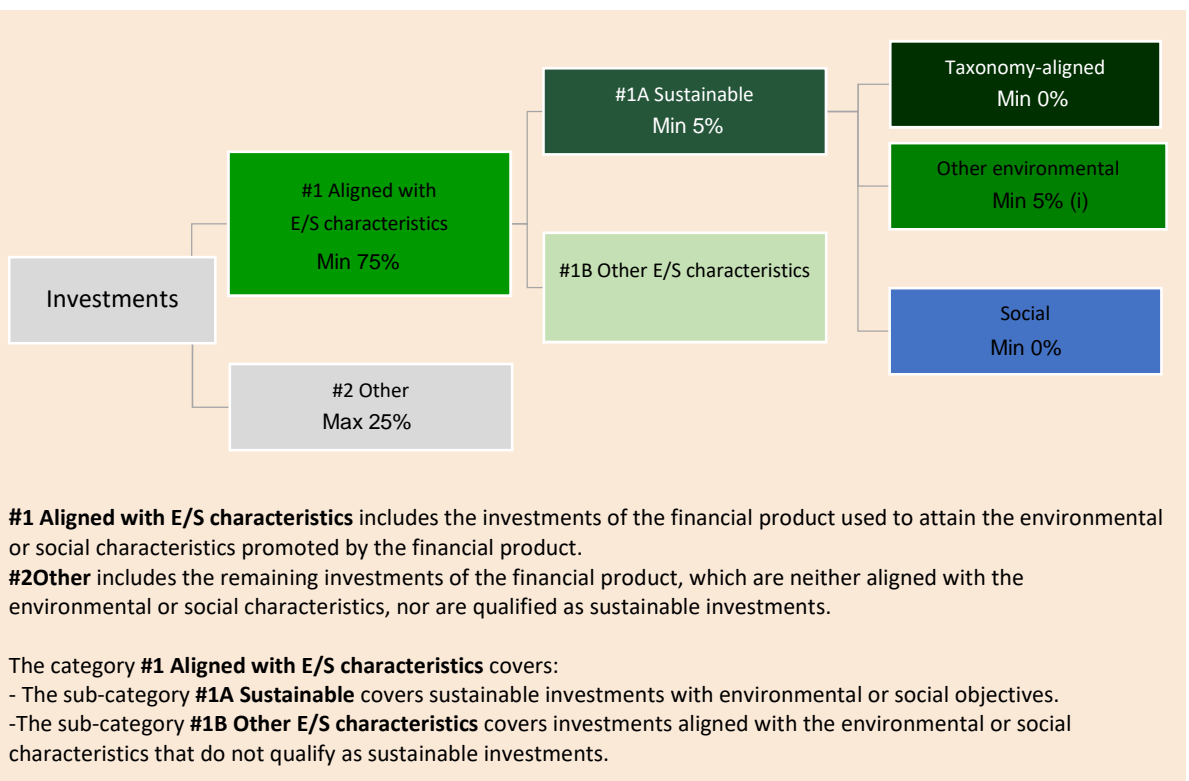 Investments
#1 Aligned with
E/S characteristics
Min 75%
#2 Other
Max 25%
#1A Sustainable
Min 5%
#1B Other E/S characteristics
Taxonomy-aligned
Min 0%
Other environmental
Min 5% (i)
Social
Min 0%
#1 Aligned with E/S characteristics includes the investments of the financial product used to attain the environmental
or social characteristics promoted by the financial product.
#2Other includes the remaining investments of the financial product, which are neither aligned with the
environmental or social characteristics, nor are qualified as sustainable investments.
The category #1 Aligned with E/S characteristics covers:
- The sub-category #1A Sustainable covers sustainable investments with environmental or social objectives.
-The sub-category #1B Other E/S characteristics covers investments aligned with the environmental or social
characteristics that do not qualify as sustainable investments.